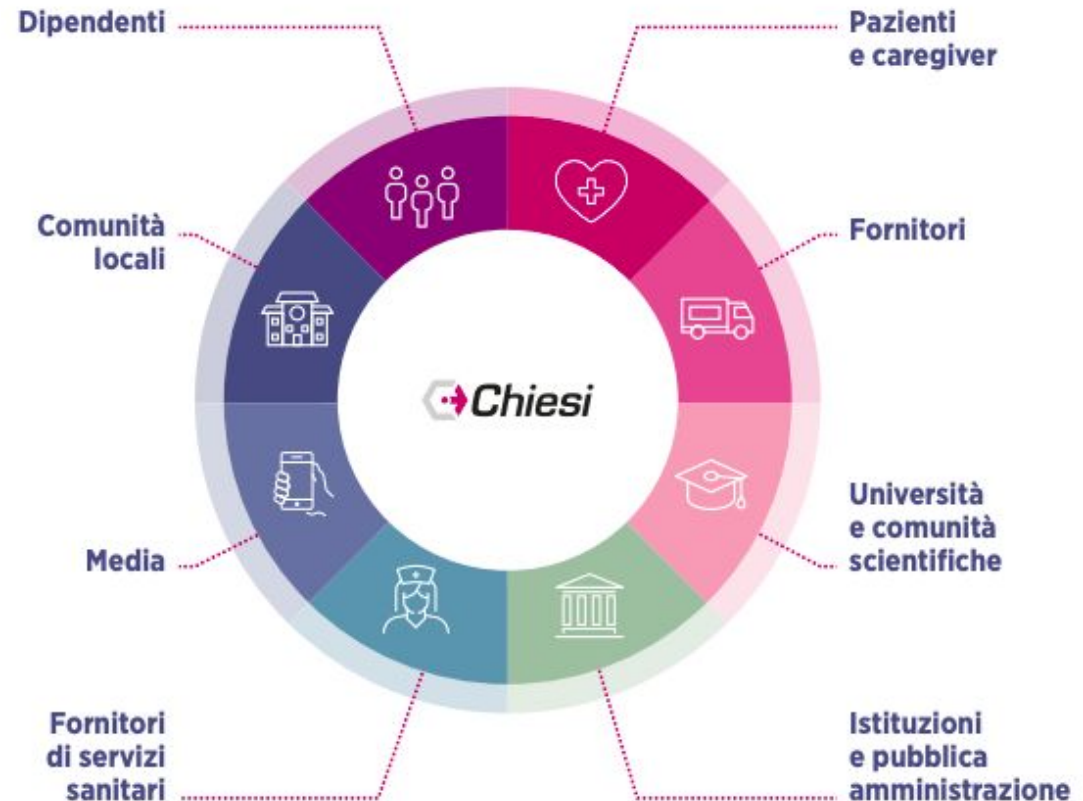 Dipendenti
Pazienti
e caregiver
Comunità
locali
Fornitori
Chiesi
Università
e comunità
scientifiche
Media
Fornitori
di servizi
sanitari
Istituzioni
e pubblica
amministrazione